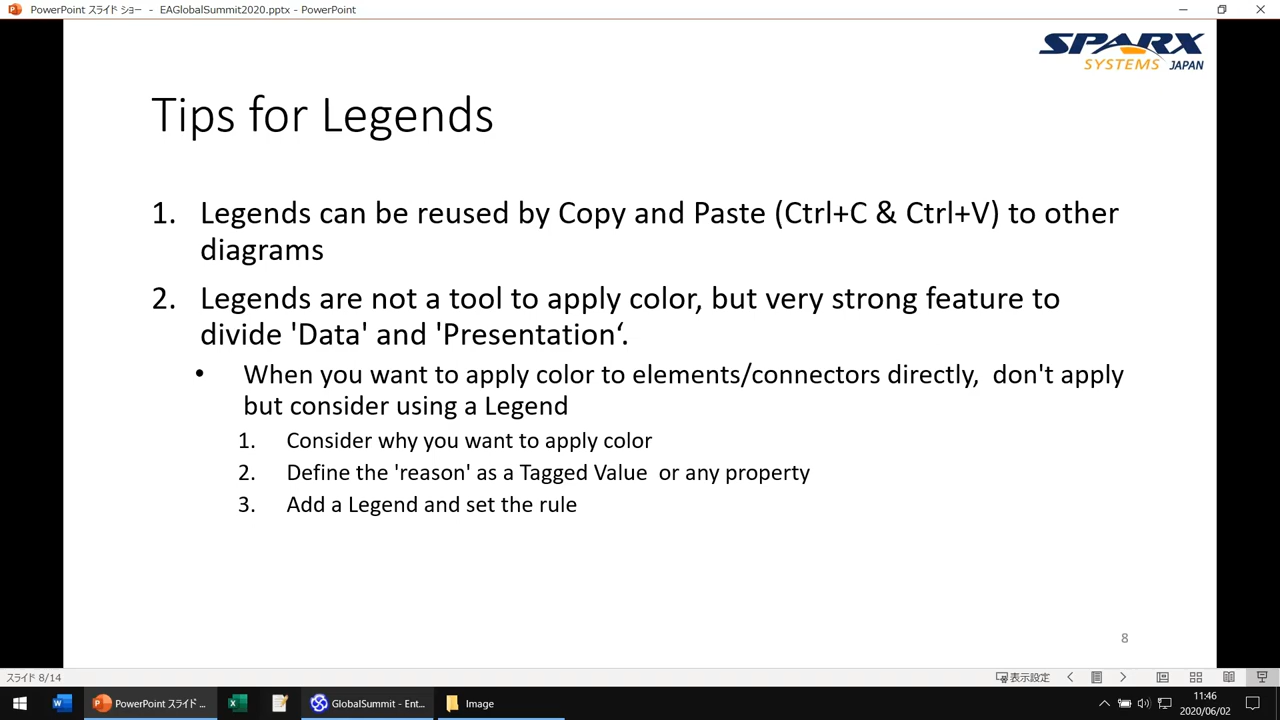 PowerPoint スライド ショー - EAGlobalSummit2020.pptx - PowerPoint
SPARX
SYSTEMS JAPAN
Tips for Legends
1. Legends can be reused by Copy and Paste (Ctrl+C & Ctrl+V) to other
diagrams
2. Legends are not a tool to apply color, but very strong feature to
divide 'Data' and 'Presentation‘.
• When you want to apply color to elements/connectors directly,  don't apply
but consider using a Legend
1. Consider why you want to apply color
2. Define the 'reason' as a Tagged Value  or any property
3. Add a Legend and set the rule
8
スライド 8/14
表示設定
PowerPoint スライド ...
GlobalSummit - Ent...
Image
11:46
2020/06/02